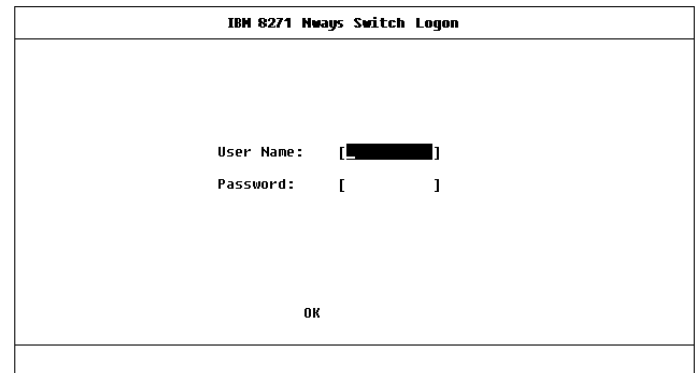 IBM 8271 Nways Switch Logon
User Name: [_ ]
Password: [ ]
OK